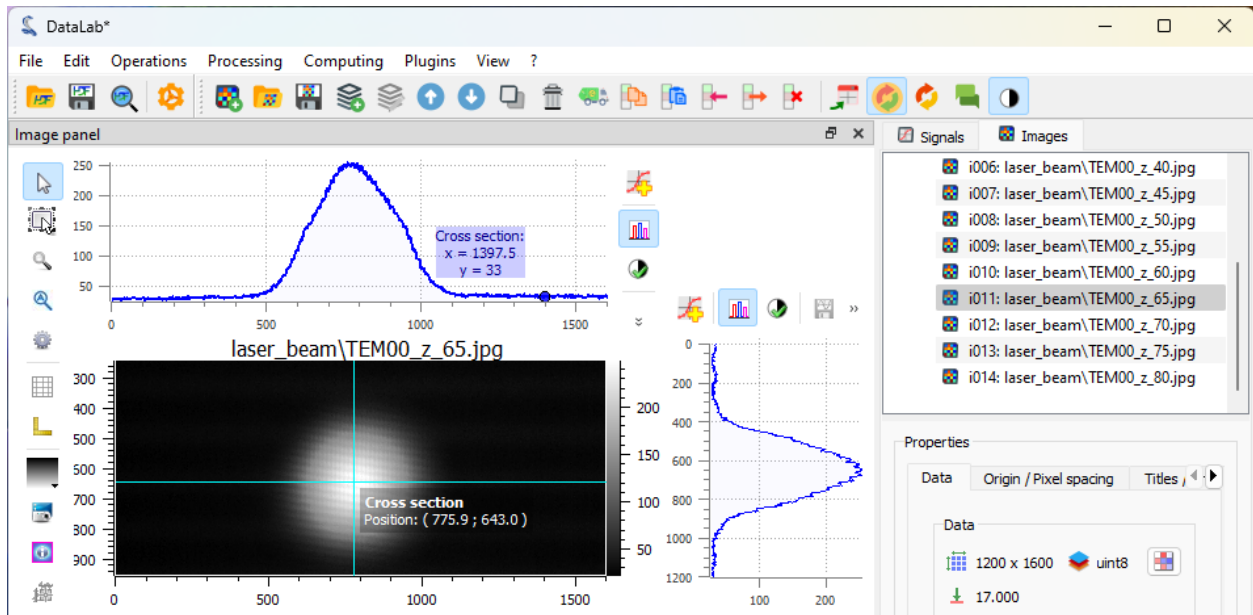 DataLab*
File Edit Operations Processing Computing Plugins View ?
Image panel
Signals
Images
250
200
150
100
50
Cross section:
x = 1397.5
y = 33
0 500 1000 1500
»
laser_beam\TEM00_z_65.jpg
300
400
500
600
700
800
900
Cross section
Position: ( 775.9 ; 643.0 )
0 500 1000 1500
200
150
100
50
0
200
400
600
800
1000
1200
100 200
i006: laser_beam\TEM00_z_40.jpg
i007: laser_beam\TEM00_z_45.jpg
i008: laser_beam\TEM00_z_50.jpg
i009: laser_beam\TEM00_z_55.jpg
i010: laser_beam\TEM00_z_60.jpg
i011: laser_beam\TEM00_z_65.jpg
i012: laser_beam\TEM00_z_70.jpg
i013: laser_beam\TEM00_z_75.jpg
i014: laser_beam\TEM00_z_80.jpg
Properties
Data Origin / Pixel spacing Titles /
Data
1200 x 1600 uint8
17.000